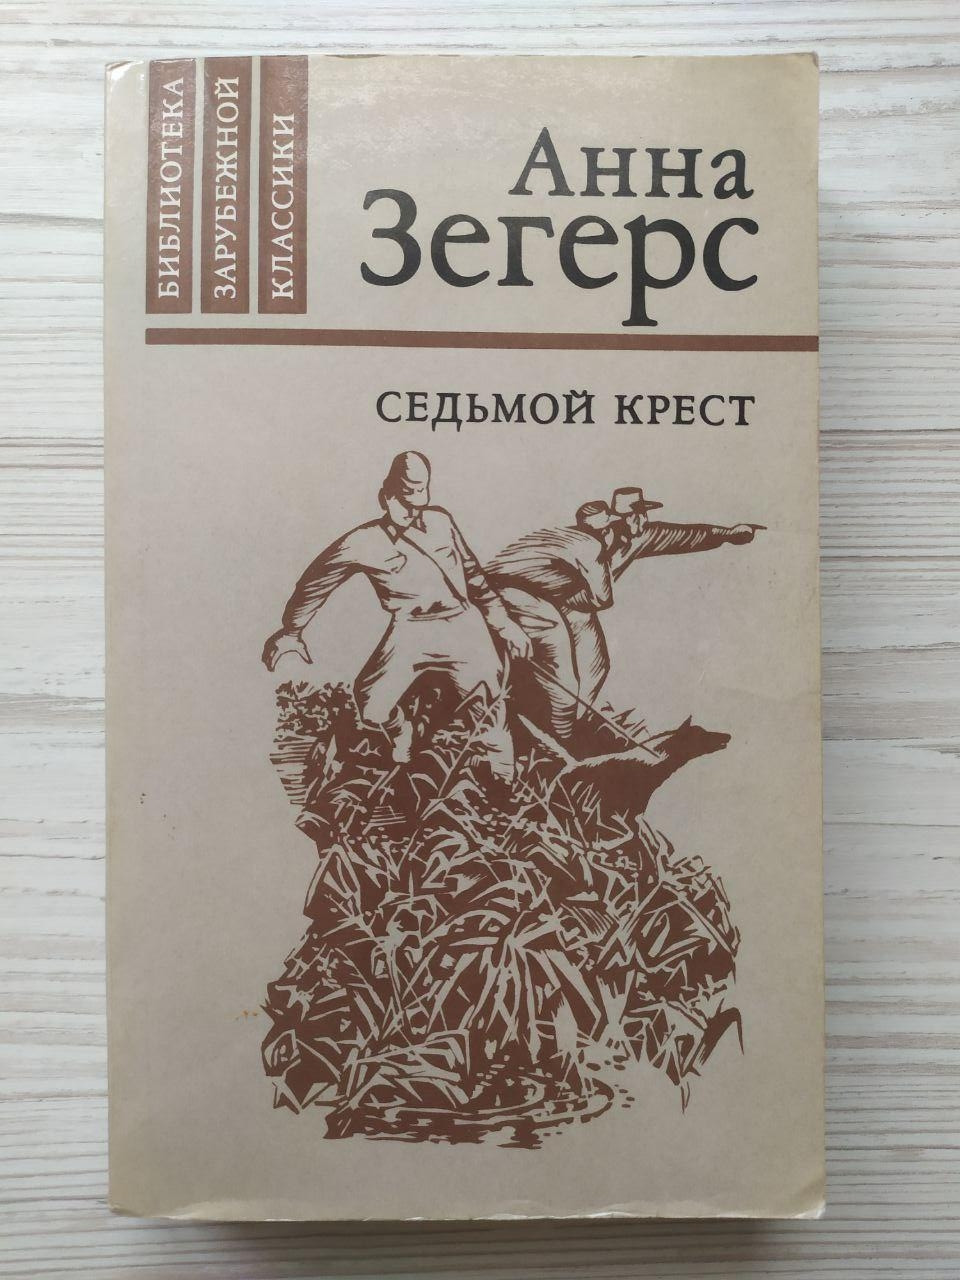 БИБЛИОТЕКА
ЗАРУБЕЖНОЙ
КЛАССИКИ
Анна
Зегерс
СЕДЬМОЙ КРЕСТ